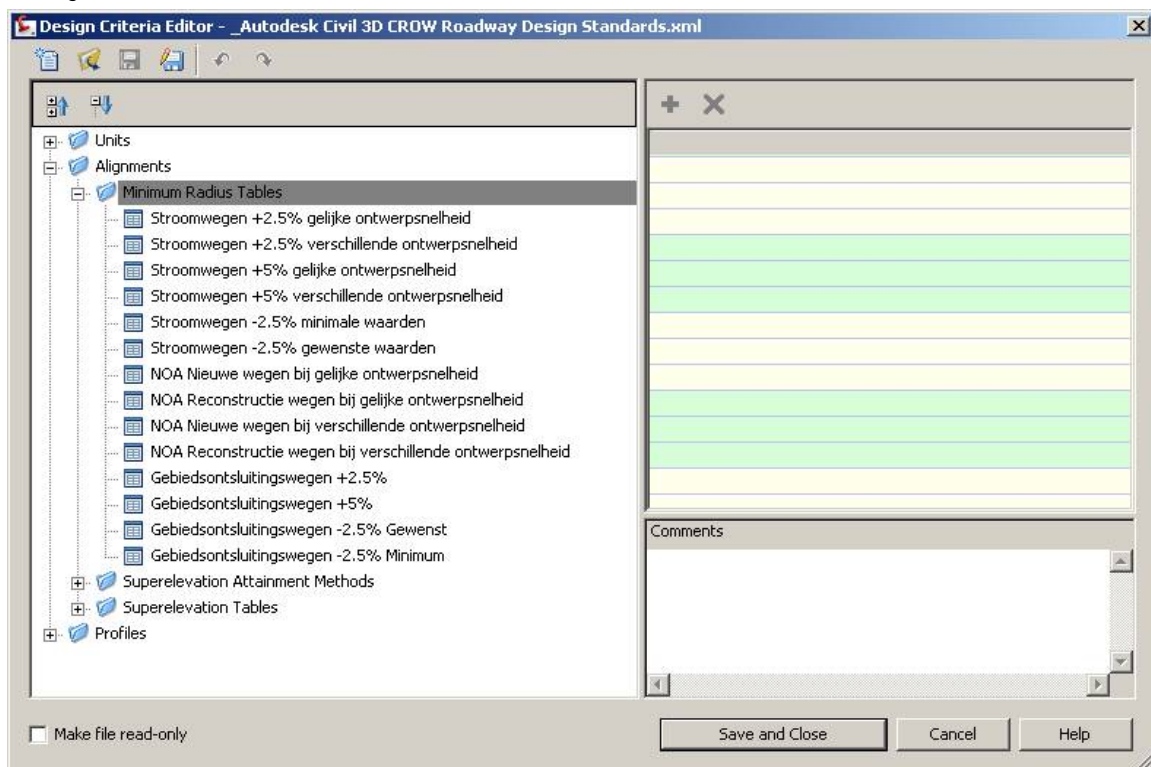 Design Criteria Editor - _Autodesk Civil 3D CROW Roadway Design Standards.xml
Units
Alignments
Minimum Radius Tables
Stroomwegen +2.5% gelijke ontwerpsnelheid
Stroomwegen +2.5% verschillende ontwerpsnelheid
Stroomwegen +5% gelijke ontwerpsnelheid
Stroomwegen +5% verschillende ontwerpsnelheid
Stroomwegen -2.5% minimale waarden
Stroomwegen -2.5% gewenste waarden
NOA Nieuwe wegen bij gelijke ontwerpsnelheid
NOA Reconstructie wegen bij gelijke ontwerpsnelheid
NOA Nieuwe wegen bij verschillende ontwerpsnelheid
NOA Reconstructie wegen bij verschillende ontwerpsnelheid
Gebiedsontsluitingswegen +2.5%
Gebiedsontsluitingswegen +5%
Gebiedsontsluitingswegen -2.5% Gewenst
Gebiedsontsluitingswegen -2.5% Minimum
Superelevation Attainment Methods
Superelevation Tables
Profiles
Comments
Make file read-only
Save and Close
Cancel
Help